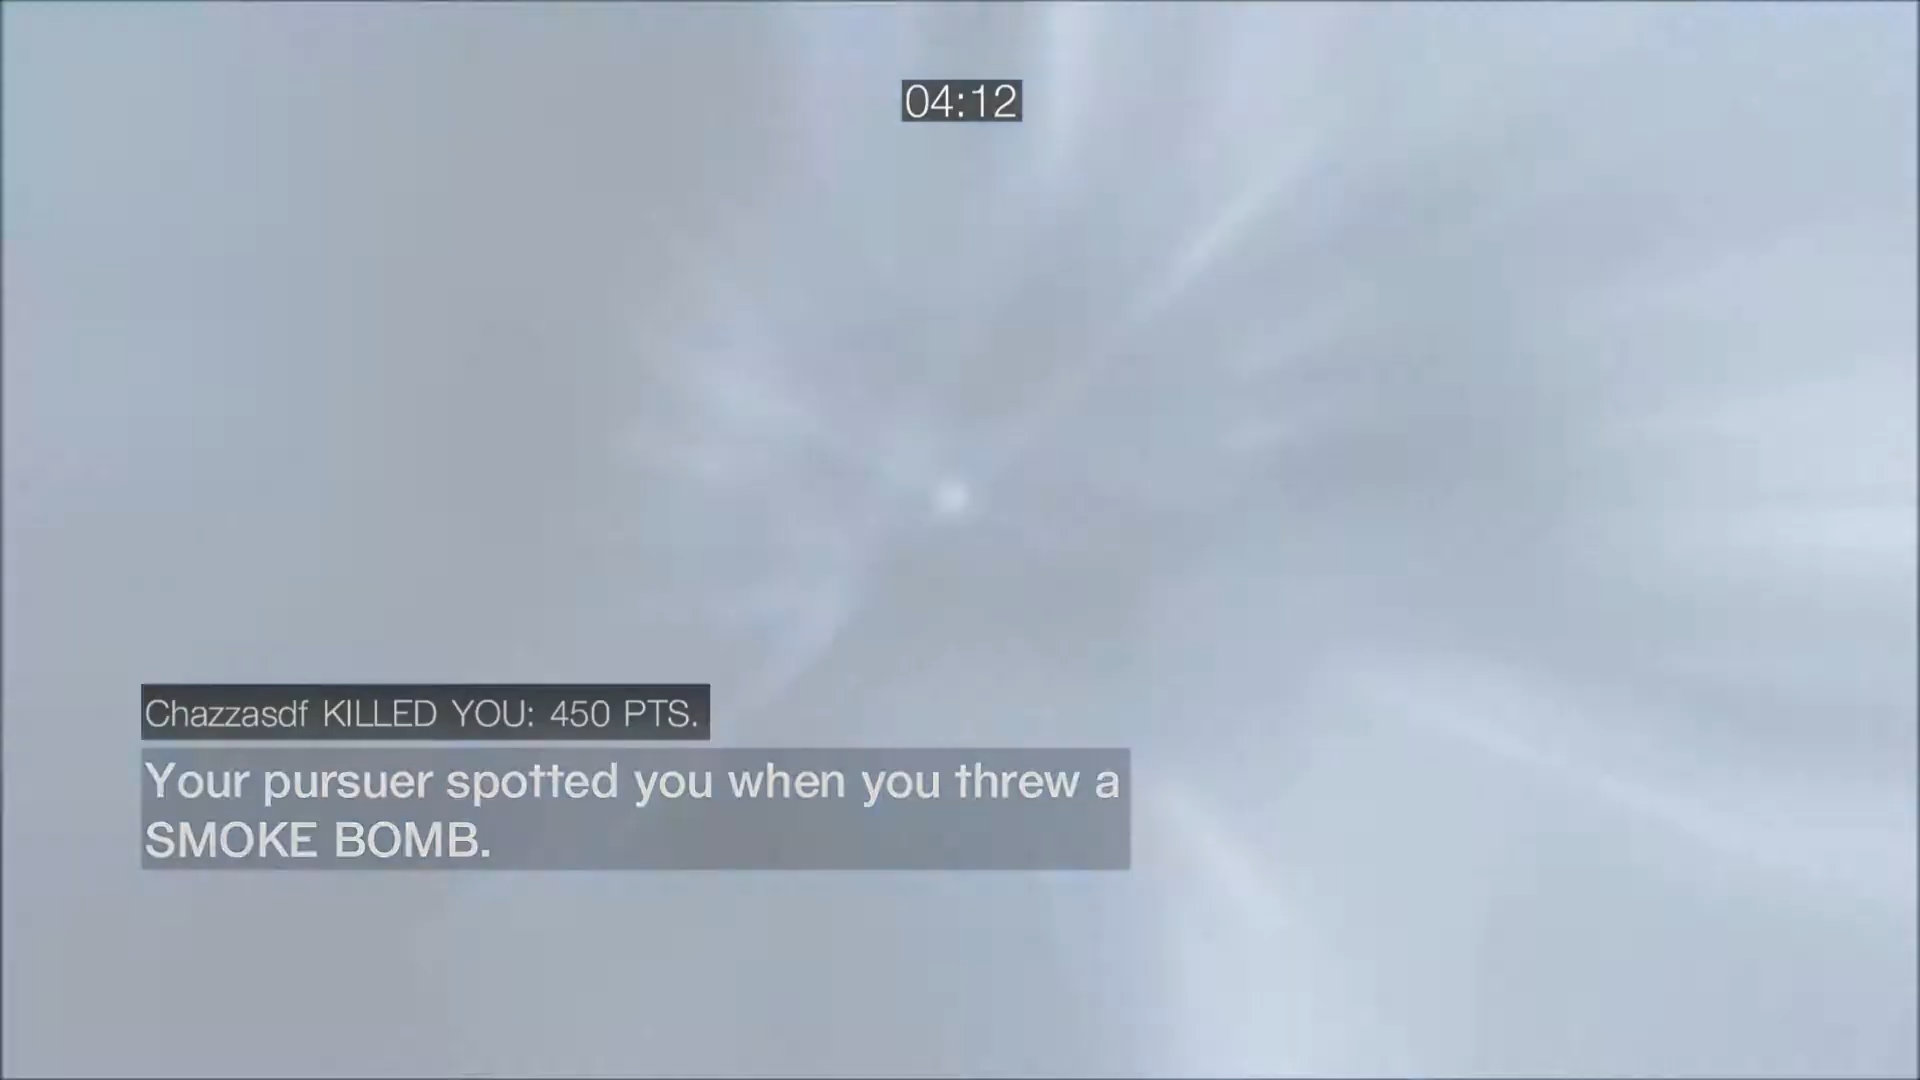 04:12
Chazzasdf KILLED YOU: 450 PTS.
Your pursuer spotted you when you threw a
SMOKE BOMB.